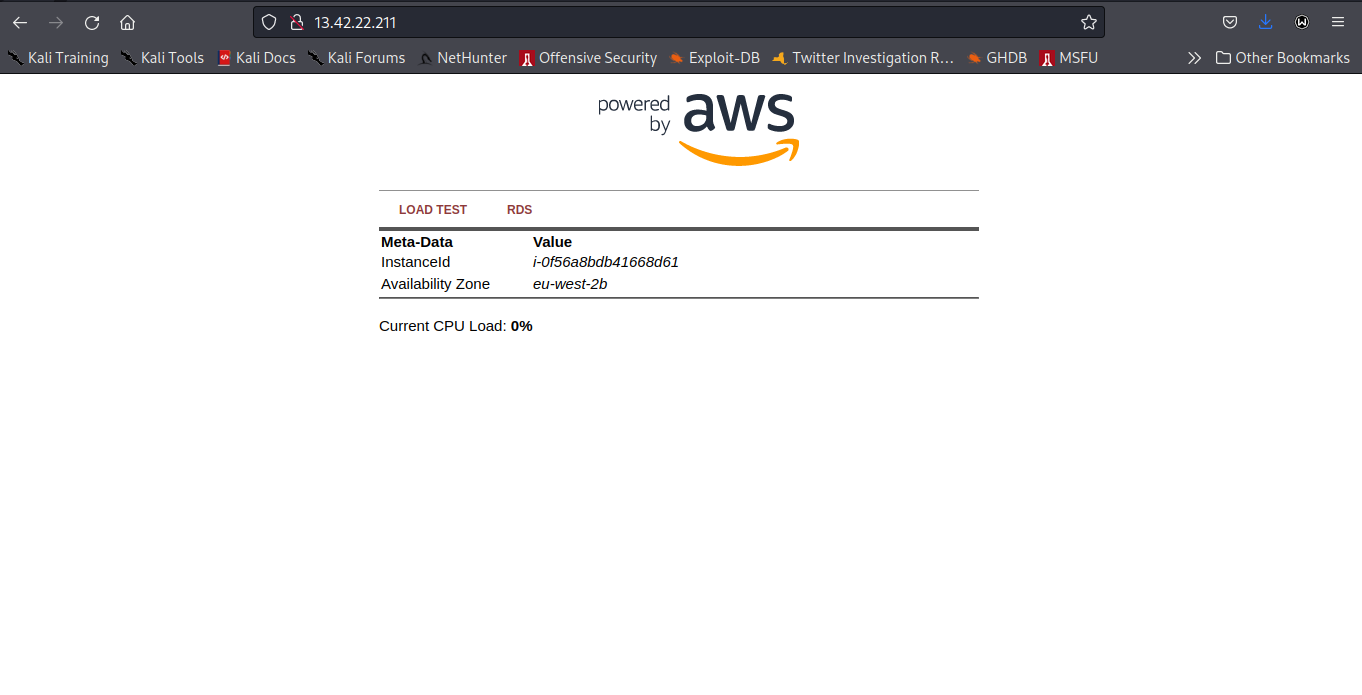 13.42.22.211
Kali Training Kali Tools Kali Docs Kali Forums NetHunter Offensive Security Exploit-DB Twitter Investigation R... GHDB MSFU Other Bookmarks
powered
by aws
LOAD TEST RDS
Meta-Data Value
InstanceId i-0f56a8bdb41668d61
Availability Zone eu-west-2b
Current CPU Load: 0%